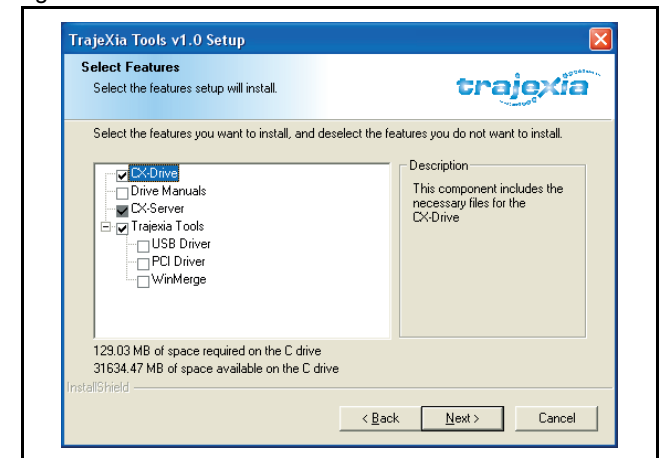 TrajeXia Tools v1.0 Setup
Select Features
Select the features setup will install.
trajexia
Select the features you want to install, and deselect the features you do not want to install.
CX-Drive
Drive Manuals
CX-Server
Trajexia Tools
USB Driver
PCI Driver
WinMerge
Description
This component includes the
necessary files for the
CX-Drive
129.03 MB of space required on the C drive
31634.47 MB of space available on the C drive
InstallShield
< Back
Next >
Cancel